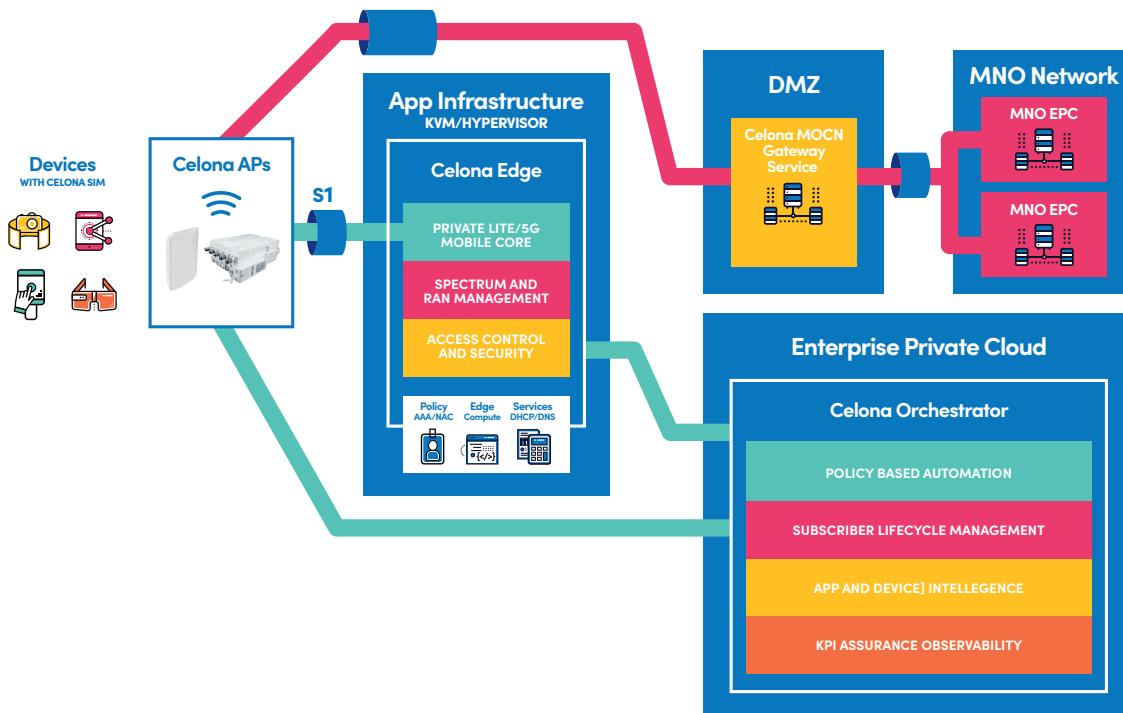 Devices
WITH CELONA SIM
Celona APs
S1
App Infrastructure
KVM/HYPERVISOR
Celona Edge
PRIVATE LITE/5G
MOBILE CORE
SPECTRUM AND
RAN MANAGEMENT
ACCESS CONTROL
AND SECURITY
Policy
AAA/NAC
Edge
Compute
Services
DHCP/DNS
DMZ
Celona MOCN
Gateway
Service
MNO Network
MNO EPC
MNO EPC
Enterprise Private Cloud
Celona Orchestrator
POLICY BASED AUTOMATION
SUBSCRIBER LIFECYCLE MANAGEMENT
APP AND DEVICE] INTELLEGENCE
KPI ASSURANCE OBSERVABILITY